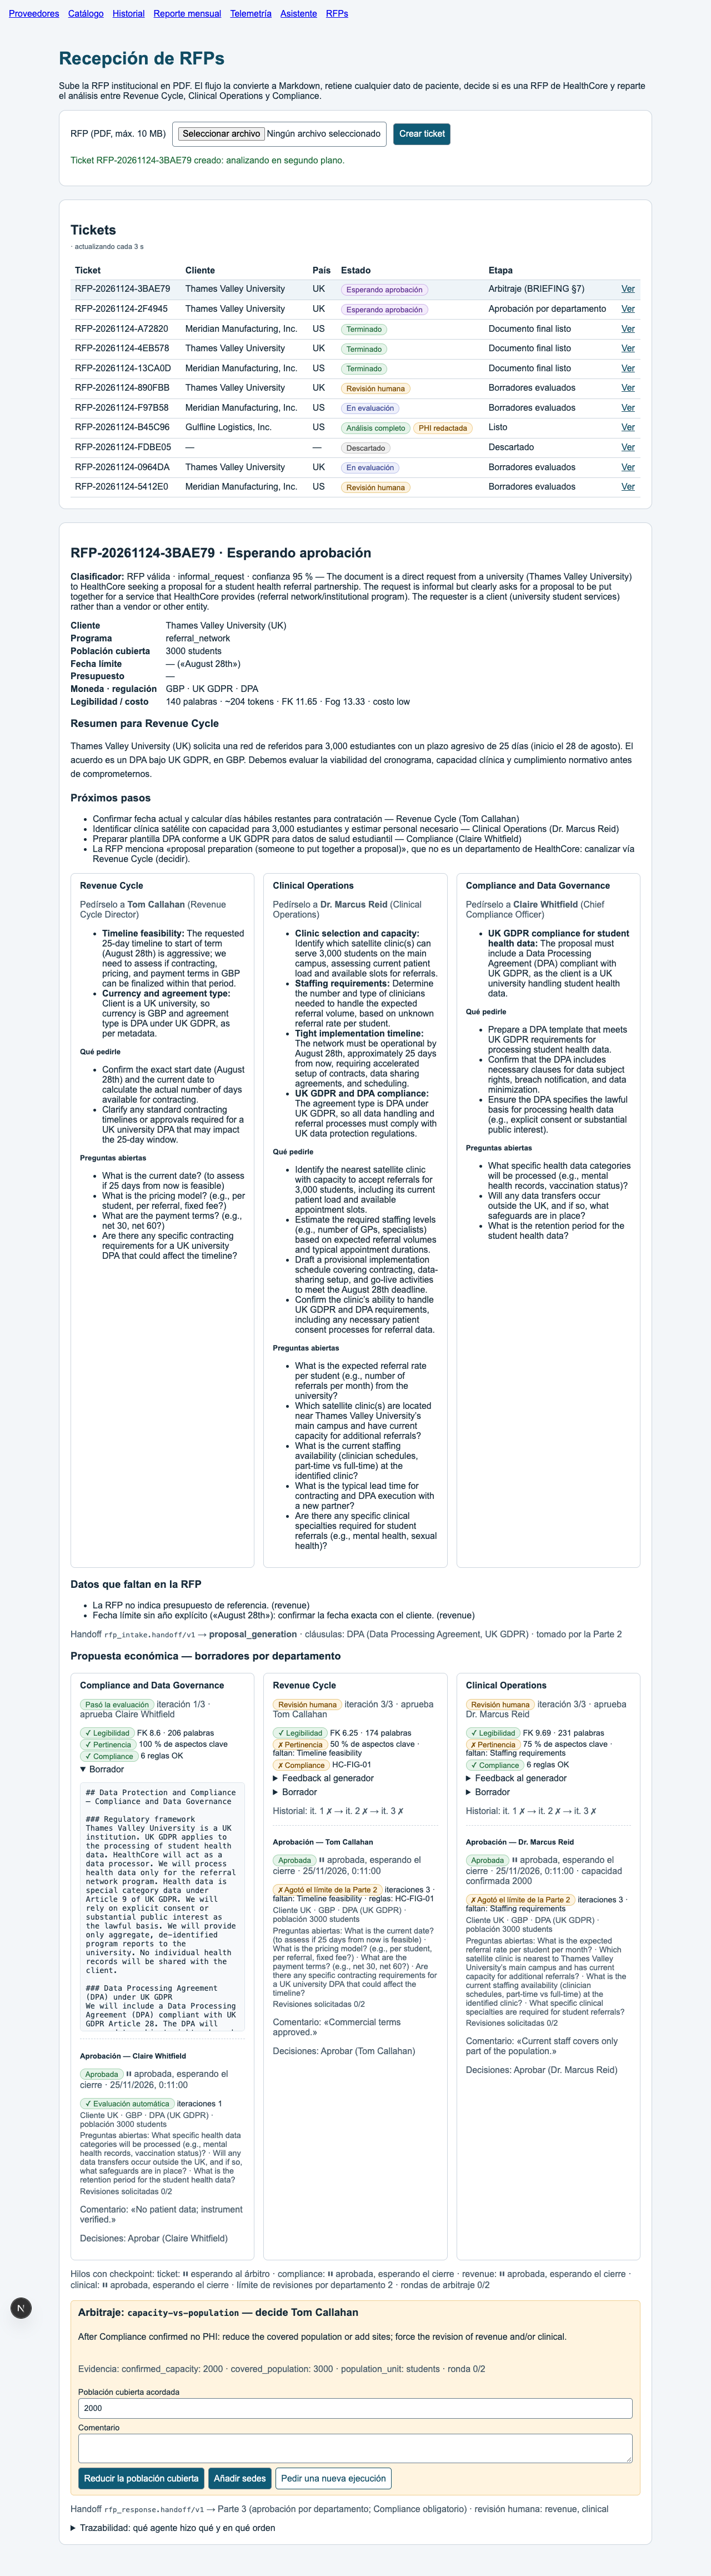 Proveedores Catálogo Historial Reporte mensual Telemetría Asistente RFPs
Recepción de RFPs
Sube la RFP institucional en PDF. El flujo la convierte a Markdown, retiene cualquier dato de paciente, decide si es una RFP de HealthCore y reparte
el análisis entre Revenue Cycle, Clinical Operations y Compliance.
RFP (PDF, máx. 10 MB) Seleccionar archivo Ningún archivo seleccionado Crear ticket
Ticket RFP-20261124-3BAE79 creado: analizando en segundo plano.
Tickets
· actualizando cada 3 s
Ticket Cliente País Estado Etapa
RFP-20261124-3BAE79 Thames Valley University UK Esperando aprobación Arbitraje (BRIEFING §7) Ver
RFP-20261124-2F4945 Thames Valley University UK Esperando aprobación Aprobación por departamento Ver
RFP-20261124-A72820 Meridian Manufacturing, Inc. US Terminado Documento final listo Ver
RFP-20261124-4EB578 Thames Valley University UK Terminado Documento final listo Ver
RFP-20261124-13CA0D Meridian Manufacturing, Inc. US Terminado Documento final listo Ver
RFP-20261124-890FBB Thames Valley University UK Revisión humana Borradores evaluados Ver
RFP-20261124-F97B58 Meridian Manufacturing, Inc. US En evaluación Borradores evaluados Ver
RFP-20261124-B45C96 Gulfline Logistics, Inc. US Análisis completo PHI redactada Listo Ver
RFP-20261124-FDBE05 — — Descartado Descartado Ver
RFP-20261124-0964DA Thames Valley University UK En evaluación Borradores evaluados Ver
RFP-20261124-5412E0 Meridian Manufacturing, Inc. US Revisión humana Borradores evaluados Ver
RFP-20261124-3BAE79 · Esperando aprobación
Clasificador: RFP válida · informal_request · confianza 95 % — The document is a direct request from a university (Thames Valley University)
to HealthCore seeking a proposal for a student health referral partnership. The request is informal but clearly asks for a proposal to be put
together for a service that HealthCore provides (referral network/institutional program). The requester is a client (university student services)
rather than a vendor or other entity.
Cliente Thames Valley University (UK)
Programa referral_network
Población cubierta 3000 students
Fecha límite — («August 28th»)
Presupuesto —
Moneda · regulación GBP · UK GDPR · DPA
Legibilidad / costo 140 palabras · ~204 tokens · FK 11.65 · Fog 13.33 · costo low
Resumen para Revenue Cycle
Thames Valley University (UK) solicita una red de referidos para 3,000 estudiantes con un plazo agresivo de 25 días (inicio el 28 de agosto). El
acuerdo es un DPA bajo UK GDPR, en GBP. Debemos evaluar la viabilidad del cronograma, capacidad clínica y cumplimiento normativo antes
de comprometernos.
Próximos pasos
• Confirmar fecha actual y calcular días hábiles restantes para contratación — Revenue Cycle (Tom Callahan)
• Identificar clínica satélite con capacidad para 3,000 estudiantes y estimar personal necesario — Clinical Operations (Dr. Marcus Reid)
• Preparar plantilla DPA conforme a UK GDPR para datos de salud estudiantil — Compliance (Claire Whitfield)
• La RFP menciona «proposal preparation (someone to put together a proposal)», que no es un departamento de HealthCore: canalizar vía
Revenue Cycle (decidir).
Revenue Cycle
Pedírselo a Tom Callahan (Revenue
Cycle Director)
• Timeline feasibility: The requested
25-day timeline to start of term
(August 28th) is aggressive; we
need to assess if contracting,
pricing, and payment terms in GBP
can be finalized within that period.
• Currency and agreement type:
Client is a UK university, so
currency is GBP and agreement
type is DPA under UK GDPR, as
per metadata.
Qué pedirle
• Confirm the exact start date (August
28th) and the current date to
calculate the actual number of days
available for contracting.
• Clarify any standard contracting
timelines or approvals required for a
UK university DPA that may impact
the 25-day window.
Preguntas abiertas
• What is the current date? (to assess
if 25 days from now is feasible)
• What is the pricing model? (e.g., per
student, per referral, fixed fee?)
• What are the payment terms? (e.g.,
net 30, net 60?)
• Are there any specific contracting
requirements for a UK university
DPA that could affect the timeline?
Clinical Operations
Pedírselo a Dr. Marcus Reid (Clinical
Operations)
• Clinic selection and capacity:
Identify which satellite clinic(s) can
serve 3,000 students on the main
campus, assessing current patient
load and available slots for referrals.
• Staffing requirements: Determine
the number and type of clinicians
needed to handle the expected
referral volume, based on unknown
referral rate per student.
• Tight implementation timeline:
The network must be operational by
August 28th, approximately 25 days
from now, requiring accelerated
setup of contracts, data sharing
agreements, and scheduling.
• UK GDPR and DPA compliance:
The agreement type is DPA under
UK GDPR, so all data handling and
referral processes must comply with
UK data protection regulations.
Qué pedirle
• Identify the nearest satellite clinic
with capacity to accept referrals for
3,000 students, including its current
patient load and available
appointment slots.
• Estimate the required staffing levels
(e.g., number of GPs, specialists)
based on expected referral volumes
and typical appointment durations.
• Draft a provisional implementation
schedule covering contracting, data-
sharing setup, and go-live activities
to meet the August 28th deadline.
• Confirm the clinic's ability to handle
UK GDPR and DPA requirements,
including any necessary patient
consent processes for referral data.
Preguntas abiertas
• What is the expected referral rate
per student (e.g., number of
referrals per month) from the
university?
• Which satellite clinic(s) are located
near Thames Valley University's
main campus and have current
capacity for additional referrals?
• What is the current staffing
availability (clinician schedules,
part-time vs full-time) at the
identified clinic?
• What is the typical lead time for
contracting and DPA execution with
a new partner?
• Are there any specific clinical
specialties required for student
referrals (e.g., mental health, sexual
health)?
Compliance and Data Governance
Pedírselo a Claire Whitfield (Chief
Compliance Officer)
• UK GDPR compliance for student
health data: The proposal must
include a Data Processing
Agreement (DPA) compliant with
UK GDPR, as the client is a UK
university handling student health
data.
Qué pedirle
• Prepare a DPA template that meets
UK GDPR requirements for
processing student health data.
• Confirm that the DPA includes
necessary clauses for data subject
rights, breach notification, and data
minimization.
• Ensure the DPA specifies the lawful
basis for processing health data
(e.g., explicit consent or substantial
public interest).
Preguntas abiertas
• What specific health data categories
will be processed (e.g., mental
health records, vaccination status)?
• Will any data transfers occur
outside the UK, and if so, what
safeguards are in place?
• What is the retention period for the
student health data?
Datos que faltan en la RFP
• La RFP no indica presupuesto de referencia. (revenue)
• Fecha límite sin año explícito («August 28th»): confirmar la fecha exacta con el cliente. (revenue)
Handoff rfp_intake.handoff/v1 → proposal_generation · cláusulas: DPA (Data Processing Agreement, UK GDPR) · tomado por la Parte 2
Propuesta económica — borradores por departamento
Compliance and Data Governance
Pasó la evaluación iteración 1/3 ·
aprueba Claire Whitfield
✓ Legibilidad FK 8.6 · 206 palabras
✓ Pertinencia 100 % de aspectos clave
✓ Compliance 6 reglas OK
▼ Borrador
## Data Protection and Compliance
— Compliance and Data Governance
### Regulatory framework
Thames Valley University is a UK
institution. UK GDPR applies to
the processing of student health
data. HealthCore will act as a
data processor. We will process
health data only for the referral
network program. Health data is
special category data under
Article 9 of UK GDPR. We will
rely on explicit consent or
substantial public interest as
the lawful basis. We will provide
only aggregate, de-identified
program reports to the
university. No individual health
records will be shared with the
client.
### Data Processing Agreement
(DPA) under UK GDPR
We will include a Data Processing
Agreement (DPA) compliant with UK
GDPR Article 28. The DPA will
Aprobación — Claire Whitfield
Aprobada ⏸ aprobada, esperando el
cierre · 25/11/2026, 0:11:00
✓ Evaluación automática iteraciones 1
Cliente UK · GBP · DPA (UK GDPR) ·
población 3000 students
Preguntas abiertas: What specific health data
categories will be processed (e.g., mental
health records, vaccination status)? · Will any
data transfers occur outside the UK, and if so,
what safeguards are in place? · What is the
retention period for the student health data?
Revisiones solicitadas 0/2
Comentario: «No patient data; instrument
verified.»
Decisiones: Aprobar (Claire Whitfield)
Revenue Cycle
Revisión humana iteración 3/3 · aprueba
Tom Callahan
✓ Legibilidad FK 6.25 · 174 palabras
✗ Pertinencia 50 % de aspectos clave ·
faltan: Timeline feasibility
✗ Compliance HC-FIG-01
▶ Feedback al generador
▶ Borrador
Historial: it. 1 ✗ → it. 2 ✗ → it. 3 ✗
Aprobación — Tom Callahan
Aprobada ⏸ aprobada, esperando el
cierre · 25/11/2026, 0:11:00
✗ Agotó el límite de la Parte 2 iteraciones 3 ·
faltan: Timeline feasibility · reglas: HC-FIG-01
Cliente UK · GBP · DPA (UK GDPR) ·
población 3000 students
Preguntas abiertas: What is the current date?
(to assess if 25 days from now is feasible) ·
What is the pricing model? (e.g., per student,
per referral, fixed fee?) · What are the payment
terms? (e.g., net 30, net 60?) · Are there any
specific contracting requirements for a UK
university DPA that could affect the timeline?
Revisiones solicitadas 0/2
Comentario: «Commercial terms
approved.»
Decisiones: Aprobar (Tom Callahan)
Clinical Operations
Revisión humana iteración 3/3 · aprueba
Dr. Marcus Reid
✓ Legibilidad FK 9.69 · 231 palabras
✗ Pertinencia 75 % de aspectos clave ·
faltan: Staffing requirements
✓ Compliance 6 reglas OK
▶ Feedback al generador
▶ Borrador
Historial: it. 1 ✗ → it. 2 ✗ → it. 3 ✗
Aprobación — Dr. Marcus Reid
Aprobada ⏸ aprobada, esperando el
cierre · 25/11/2026, 0:11:00 · capacidad
confirmada 2000
✗ Agotó el límite de la Parte 2 iteraciones 3 ·
faltan: Staffing requirements
Cliente UK · GBP · DPA (UK GDPR) ·
población 3000 students
Preguntas abiertas: What is the expected
referral rate per student per month? · Which
satellite clinic is nearest to Thames Valley
University's main campus and has current
capacity for additional referrals? · What is the
current staffing availability (clinician
schedules, part-time vs full-time) at the
identified clinic? · What specific clinical
specialties are required for student referrals?
Revisiones solicitadas 0/2
Comentario: «Current staff covers only
part of the population.»
Decisiones: Aprobar (Dr. Marcus Reid)
Hilos con checkpoint: ticket: ⏸ esperando al árbitro · compliance: ⏸ aprobada, esperando el cierre · revenue: ⏸ aprobada, esperando el cierre ·
clinical: ⏸ aprobada, esperando el cierre · límite de revisiones por departamento 2 · rondas de arbitraje 0/2
N
Arbitraje: capacity-vs-population — decide Tom Callahan
After Compliance confirmed no PHI: reduce the covered population or add sites; force the revision of revenue and/or clinical.
Evidencia: confirmed_capacity: 2000 · covered_population: 3000 · population_unit: students · ronda 0/2
Población cubierta acordada
2000
Comentario
Reducir la población cubierta Añadir sedes Pedir una nueva ejecución
Handoff rfp_response.handoff/v1 → Parte 3 (aprobación por departamento; Compliance obligatorio) · revisión humana: revenue, clinical
▶ Trazabilidad: qué agente hizo qué y en qué orden